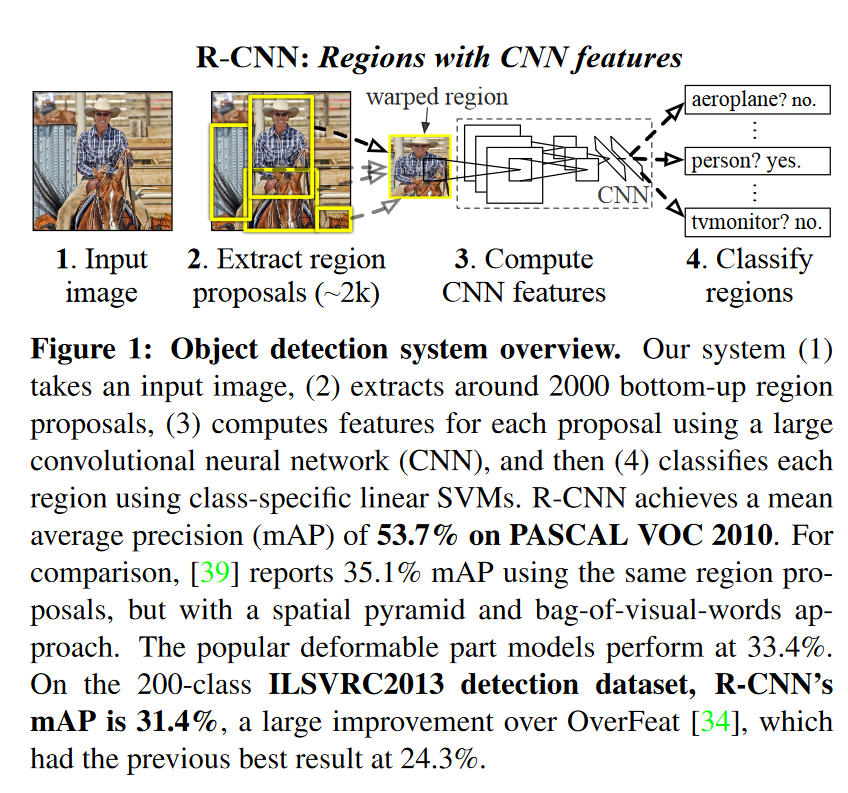 R-CNN: Regions with CNN features
warped region
aeroplane? no.
⋮
person? yes.
⋮
tvmonitor? no.
CNN
1. Input
image
2. Extract region
proposals (~2k)
3. Compute
CNN features
4. Classify
regions
Figure 1: Object detection system overview. Our system (1)
takes an input image, (2) extracts around 2000 bottom-up region
proposals, (3) computes features for each proposal using a large
convolutional neural network (CNN), and then (4) classifies each
region using class-specific linear SVMs. R-CNN achieves a mean
average precision (mAP) of 53.7% on PASCAL VOC 2010. For
comparison, [39] reports 35.1% mAP using the same region pro-
posals, but with a spatial pyramid and bag-of-visual-words ap-
proach. The popular deformable part models perform at 33.4%.
On the 200-class ILSVRC2013 detection dataset, R-CNN’s
mAP is 31.4%, a large improvement over OverFeat [34], which
had the previous best result at 24.3%.